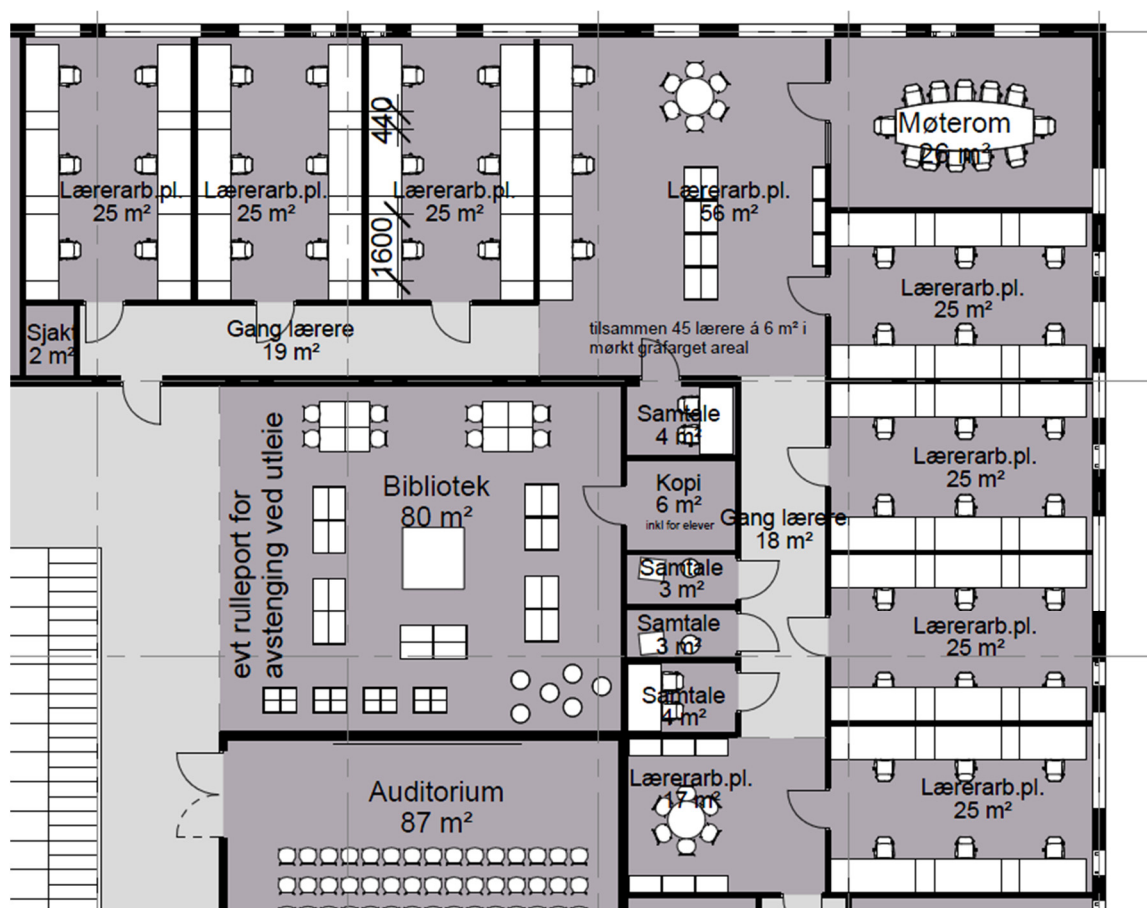 Møterom
26 m²
440
Lærerarb.pl.
25 m²
Lærerarb.pl.
25 m²
Lærerarb.pl.
25 m²
Lærerarb.pl.
56 m²
1600
Lærerarb.pl.
25 m²
Sjakt
2 m²
Gang lærere
19 m²
tilsammen 45 lærere á 6 m² i
mørkt gråfarget areal
Samtale
4 m²
evt rulleport for
avstenging ved utleie
Bibliotek
80 m²
Kopi
6 m²
inkl for elever
Gang lærere
18 m²
Lærerarb.pl.
25 m²
Samtale
3 m²
Samtale
3 m²
Lærerarb.pl.
25 m²
Samtale
4 m²
Auditorium
87 m²
Lærerarb.pl.
17 m²
Lærerarb.pl.
25 m²